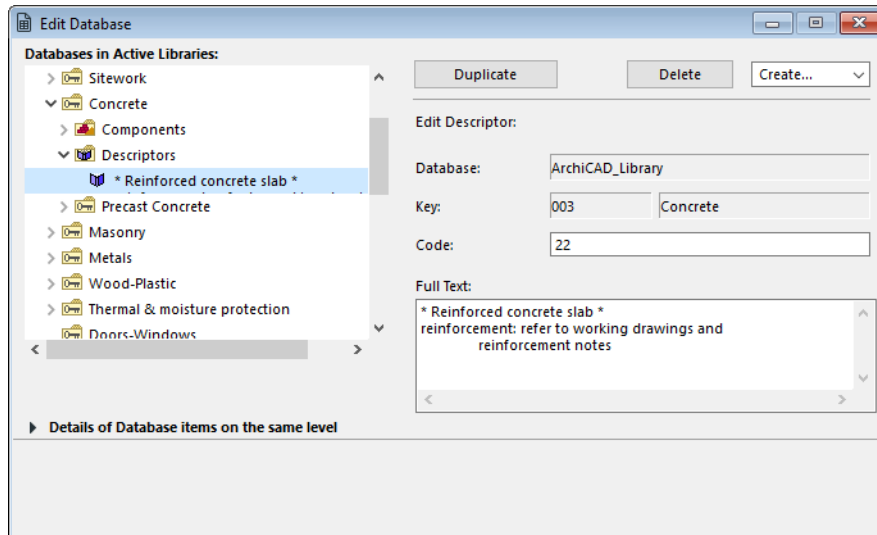 Edit Database
Databases in Active Libraries:
Sitework
Concrete
Components
Descriptors
* Reinforced concrete slab *
Precast Concrete
Masonry
Metals
Wood-Plastic
Thermal & moisture protection
Doors-Windows
Duplicate
Delete
Create...
Edit Descriptor:
Database:
ArchiCAD_Library
Key:
003
Concrete
Code:
22
Full Text:
* Reinforced concrete slab *
reinforcement: refer to working drawings and
reinforcement notes
Details of Database items on the same level